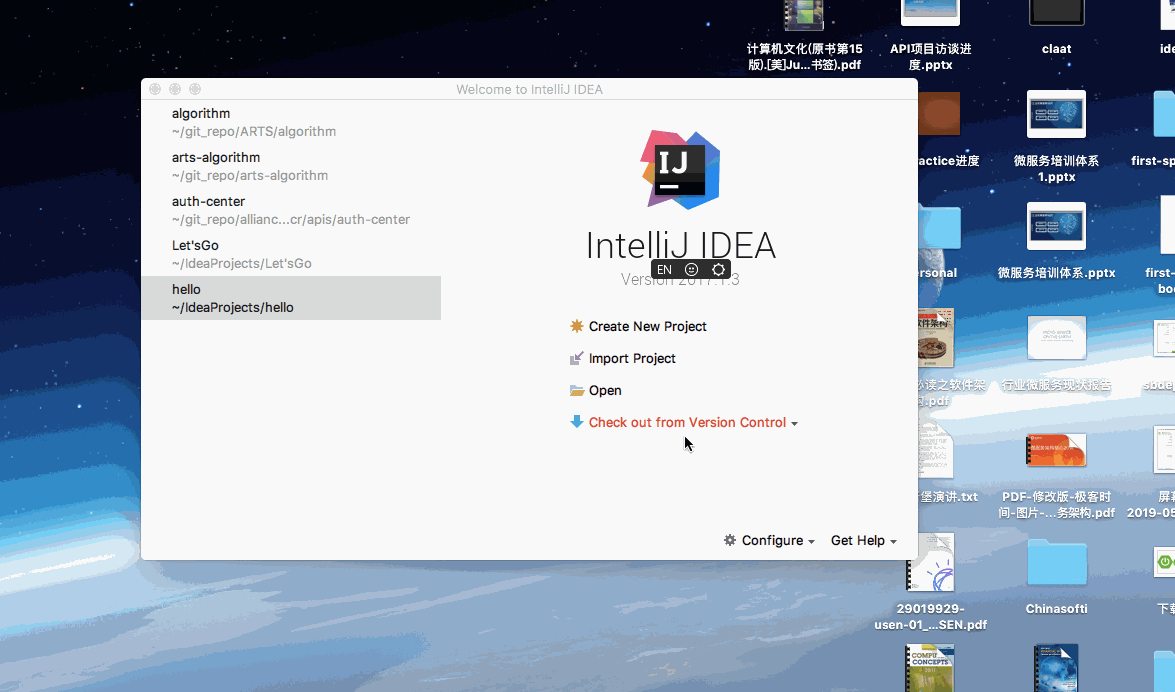 计算机文化(原书第15
版).[美]Ju...书签).pdf
API项目访谈进
度.pptx
claat
Welcome to IntelliJ IDEA
algorithm
~/git_repo/ARTS/algorithm
arts-algorithm
~/git_repo/arts-algorithm
auth-center
~/git_repo/allianc...cr/apis/auth-center
Let'sGo
~/IdeaProjects/Let'sGo
hello
~/IdeaProjects/hello
IJ
IntelliJ IDEA
EN
Version 2017.1.3
Create New Project
Import Project
Open
Check out from Version Control
Configure
Get Help
actice进度
微服务培训体系
1.pptx
first-sp
ersonal
微服务培训体系.pptx
first-
boo
必读之软件架
构.pdf
行业微服务现状报告
sbde
堡演讲.txt
PDF-修改版-极客时
间-图片-...务架构.pdf
屏幕
2019-05
29019929-
usen-01_...SEN.pdf
Chinasofti
下载
CONCEPTS